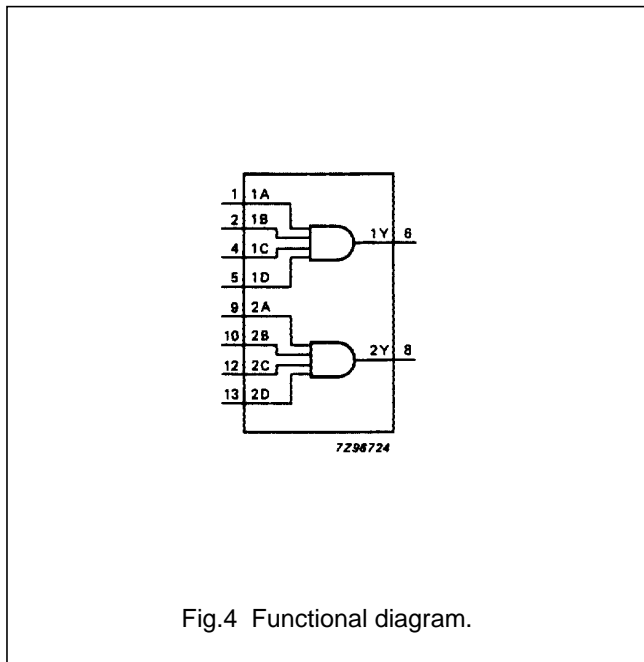 1 1A
2 1B
4 1C
5 1D
1Y 6
9 2A
10 2B
12 2C
13 2D
2Y 8
7Z96724
Fig.4 Functional diagram.